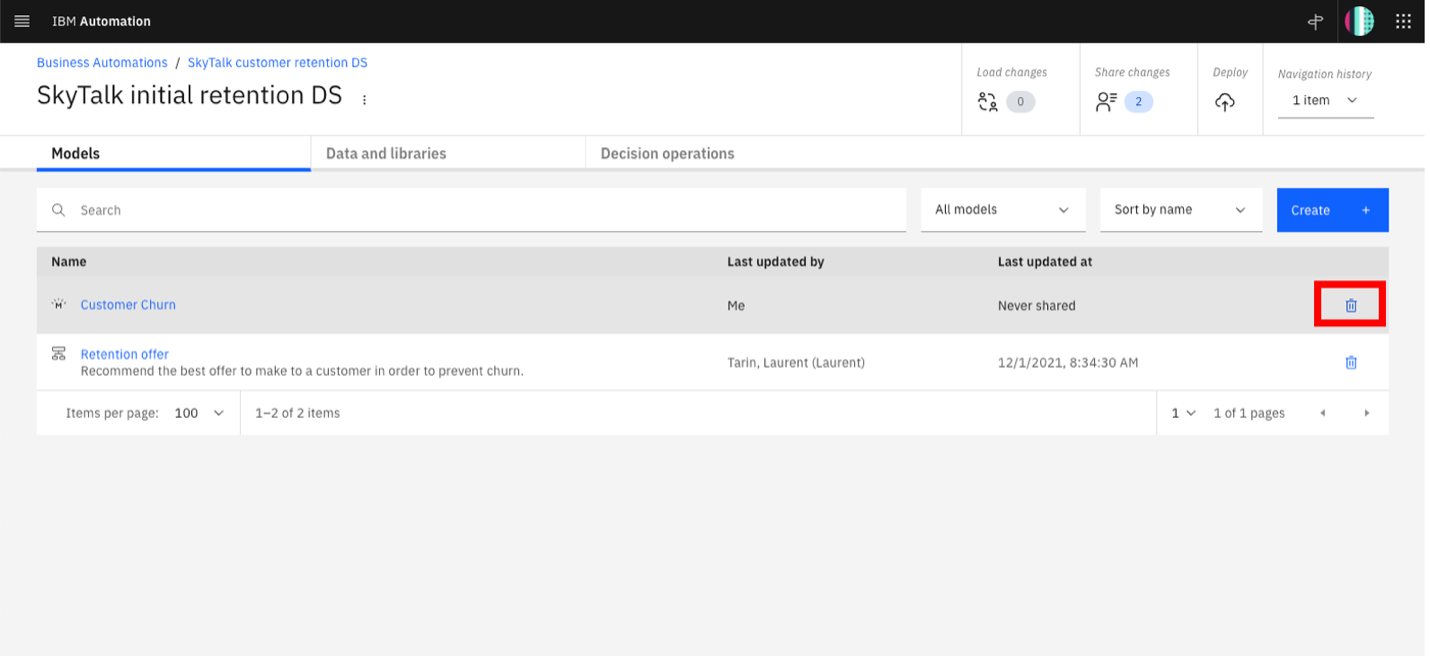 IBM Automation
Business Automations / SkyTalk customer retention DS
SkyTalk initial retention DS
Load changes
0
Share changes
2
Deploy
Navigation history
1 item
Models
Data and libraries
Decision operations
Search
All models
Sort by name
Create +
Name
Last updated by
Last updated at
M
Customer Churn
Me
Never shared
Retention offer
Recommend the best offer to make to a customer in order to prevent churn.
Tarin, Laurent (Laurent)
12/1/2021, 8:34:30 AM
Items per page: 100
1–2 of 2 items
1
1 of 1 pages